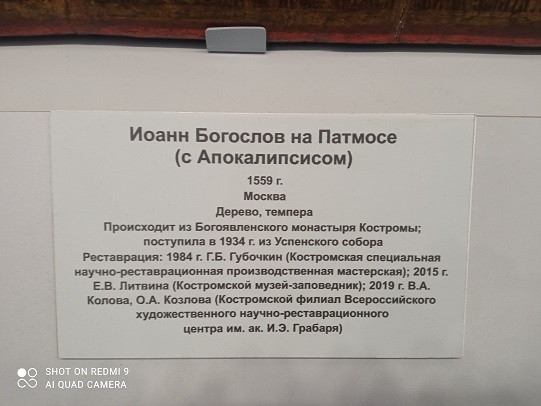 Иоанн Богослов на Патмосе
(с Апокалипсисом)
1559 г.
Москва
Дерево, темпера
Происходит из Богоявленского монастыря Костромы;
поступила в 1934 г. из Успенского собора
Реставрация: 1984 г. Г.Б. Губочкин (Костромская специальная
научно-реставрационная производственная мастерская); 2015 г.
Е.В. Литвина (Костромской музей-заповедник); 2019 г. В.А.
Колова, О.А. Козлова (Костромской филиал Всероссийского
художественного научно-реставрационного
центра им. ак. И.Э. Грабаря)
SHOT ON REDMI 9
AI QUAD CAMERA